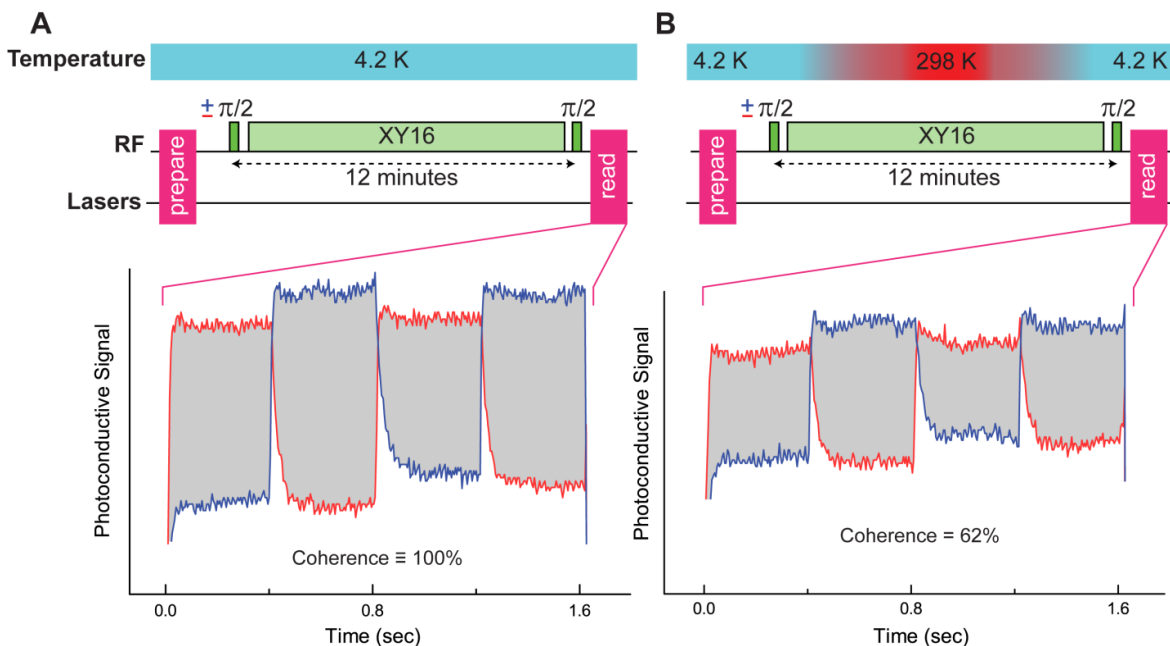 A
Temperature
4.2 K
± π/2
π/2
RF
prepare
XY16
read
12 minutes
Lasers
Photoconductive Signal
Coherence ≡ 100%
0.0
0.8
1.6
Time (sec)
B
4.2 K
298 K
4.2 K
± π/2
π/2
prepare
XY16
read
12 minutes
Photoconductive Signal
Coherence = 62%
0.0
0.8
1.6
Time (sec)